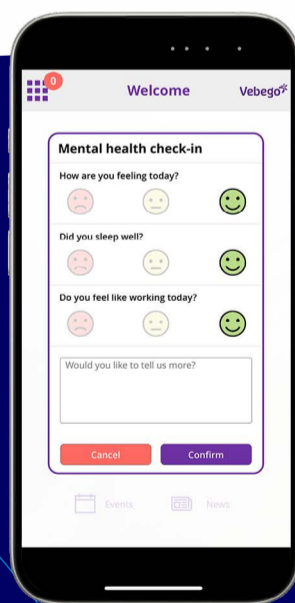 0
Welcome
Vebego
Mental health check-in
How are you feeling today?
Did you sleep well?
Do you feel like working today?
Would you like to tell us more?
Cancel
Confirm
Events
News